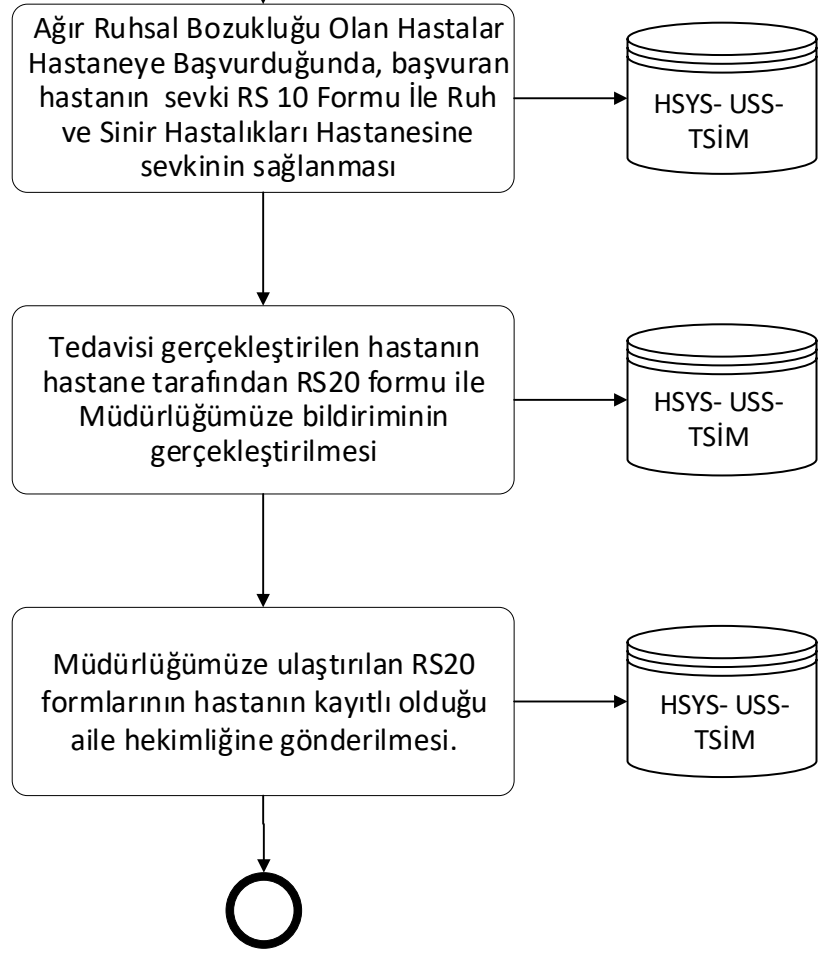 Ağır Ruhsal Bozukluğu Olan Hastalar
Hastaneye Başvurduğunda, başvuran
hastanın sevki RS 10 Formu İle Ruh
ve Sinir Hastalıkları Hastanesine
sevkinin sağlanması
HSYS- USS-
TSİM
Tedavisi gerçekleştirilen hastanın
hastane tarafından RS20 formu ile
Müdürlüğümüze bildiriminin
gerçekleştirilmesi
HSYS- USS-
TSİM
Müdürlüğümüze ulaştırılan RS20
formlarının hastanın kayıtlı olduğu
aile hekimliğine gönderilmesi.
HSYS- USS-
TSİM